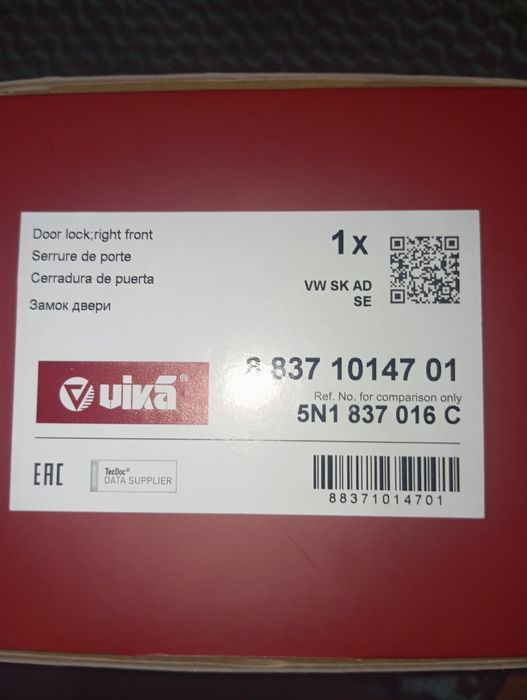 Door lock;right front
Serrure de porte
Cerradura de puerta
Замок двери
1x
VW SK AD
SE
vika®
8 837 10147 01
Ref. No. for comparison only
5N1 837 016 C
EAC
TecDoc®
DATA SUPPLIER
88371014701